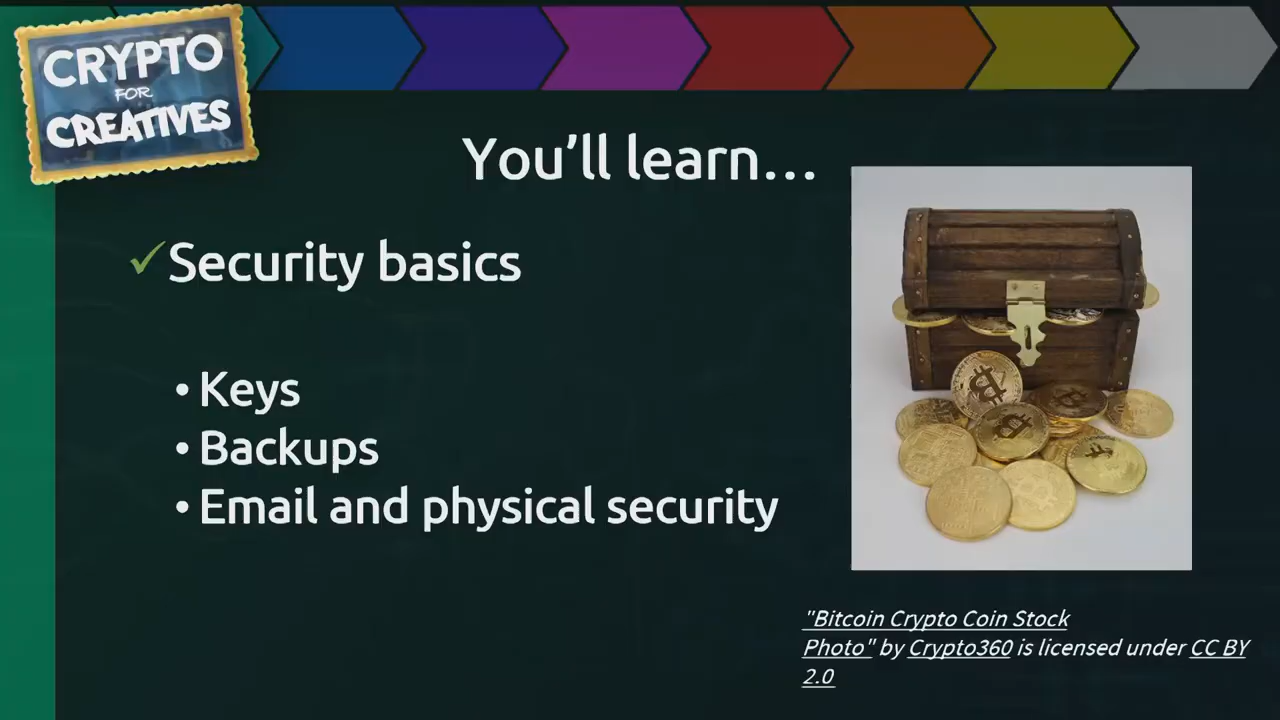 CRYPTO
FOR
CREATIVES
You’ll learn…
✓Security basics
• Keys
• Backups
• Email and physical security
"Bitcoin Crypto Coin Stock
Photo" by Crypto360 is licensed under CC BY
2.0